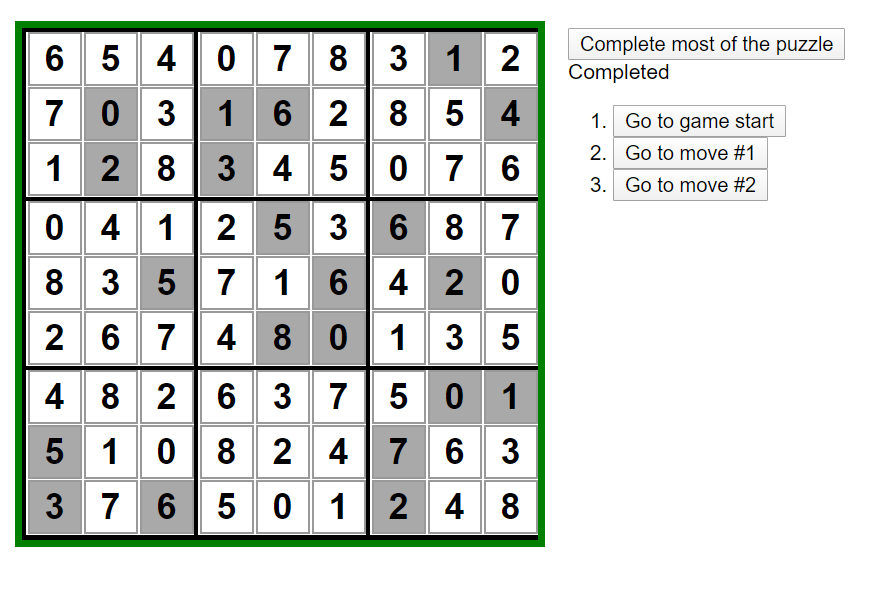 6 5 4 0 7 8 3 1 2
7 0 3 1 6 2 8 5 4
1 2 8 3 4 5 0 7 6
0 4 1 2 5 3 6 8 7
8 3 5 7 1 6 4 2 0
2 6 7 4 8 0 1 3 5
4 8 2 6 3 7 5 0 1
5 1 0 8 2 4 7 6 3
3 7 6 5 0 1 2 4 8
Complete most of the puzzle
Completed
1. Go to game start
2. Go to move #1
3. Go to move #2